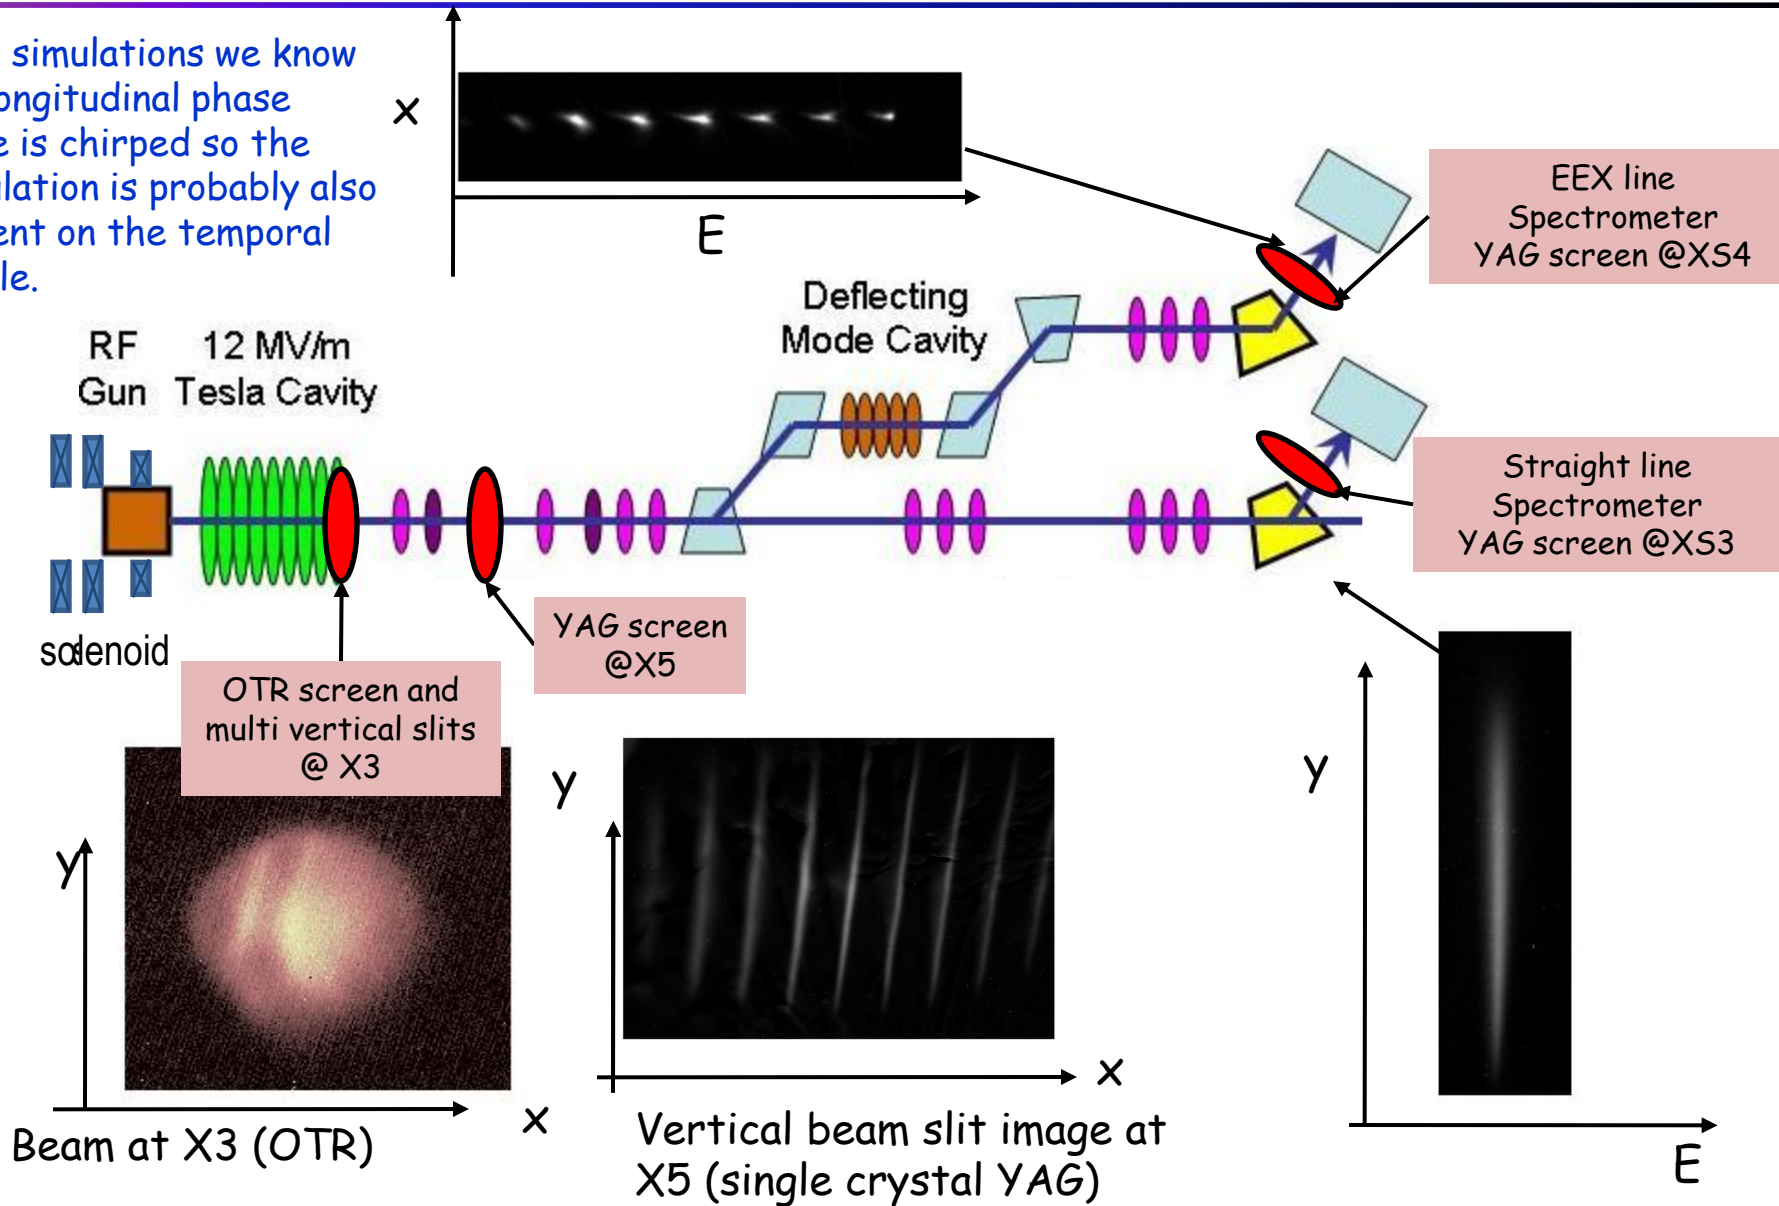 simulations we know
ongitudinal phase
e is chirped so the
ulation is probably also
ent on the temporal
le.
x
E
EEX line
Spectrometer
YAG screen @XS4
Deflecting
Mode Cavity
RF
Gun
12 MV/m
Tesla Cavity
Straight line
Spectrometer
YAG screen @XS3
solenoid
YAG screen
@X5
OTR screen and
multi vertical slits
@ X3
y
x
Beam at X3 (OTR)
y
x
Vertical beam slit image at
X5 (single crystal YAG)
y
E